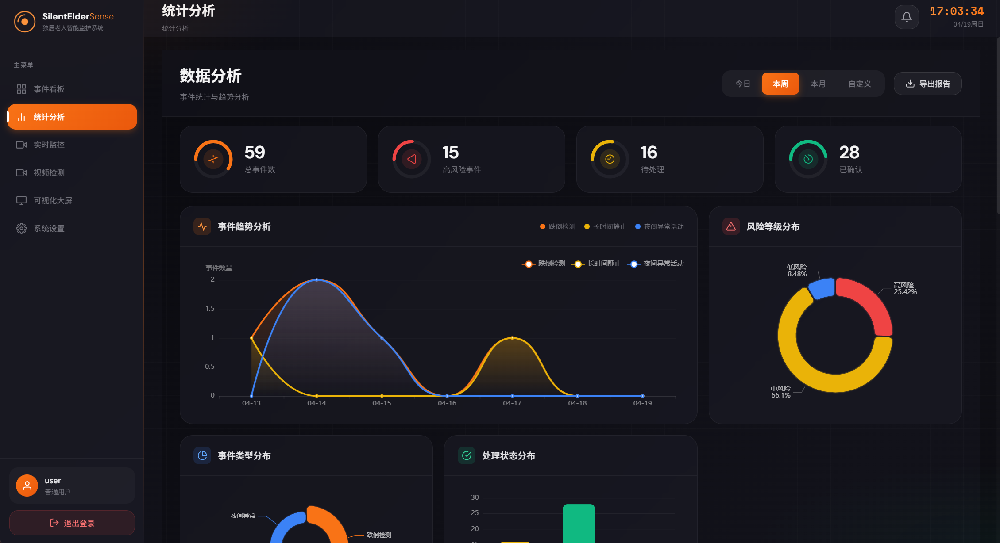 SilentElderSense
独居老人智能监护系统
主菜单
事件看板
统计分析
实时监控
视频检测
可视化大屏
系统设置
user
普通用户
退出登录
统计分析
统计分析
17:03:34
04/19周日
数据分析
事件统计与趋势分析
今日
本周
本月
自定义
导出报告
59
总事件数
15
高风险事件
16
待处理
28
已确认
事件趋势分析
跌倒检测 长时间静止 夜间异常活动
跌倒检测 长时间静止 夜间异常活动
事件数量
2
1.5
1
0.5
0
04-13 04-14 04-15 04-16 04-17 04-18 04-19
风险等级分布
低风险
8.48%
高风险
25.42%
中风险
66.1%
事件类型分布
夜间异常
跌倒检测
处理状态分布
30
25
20